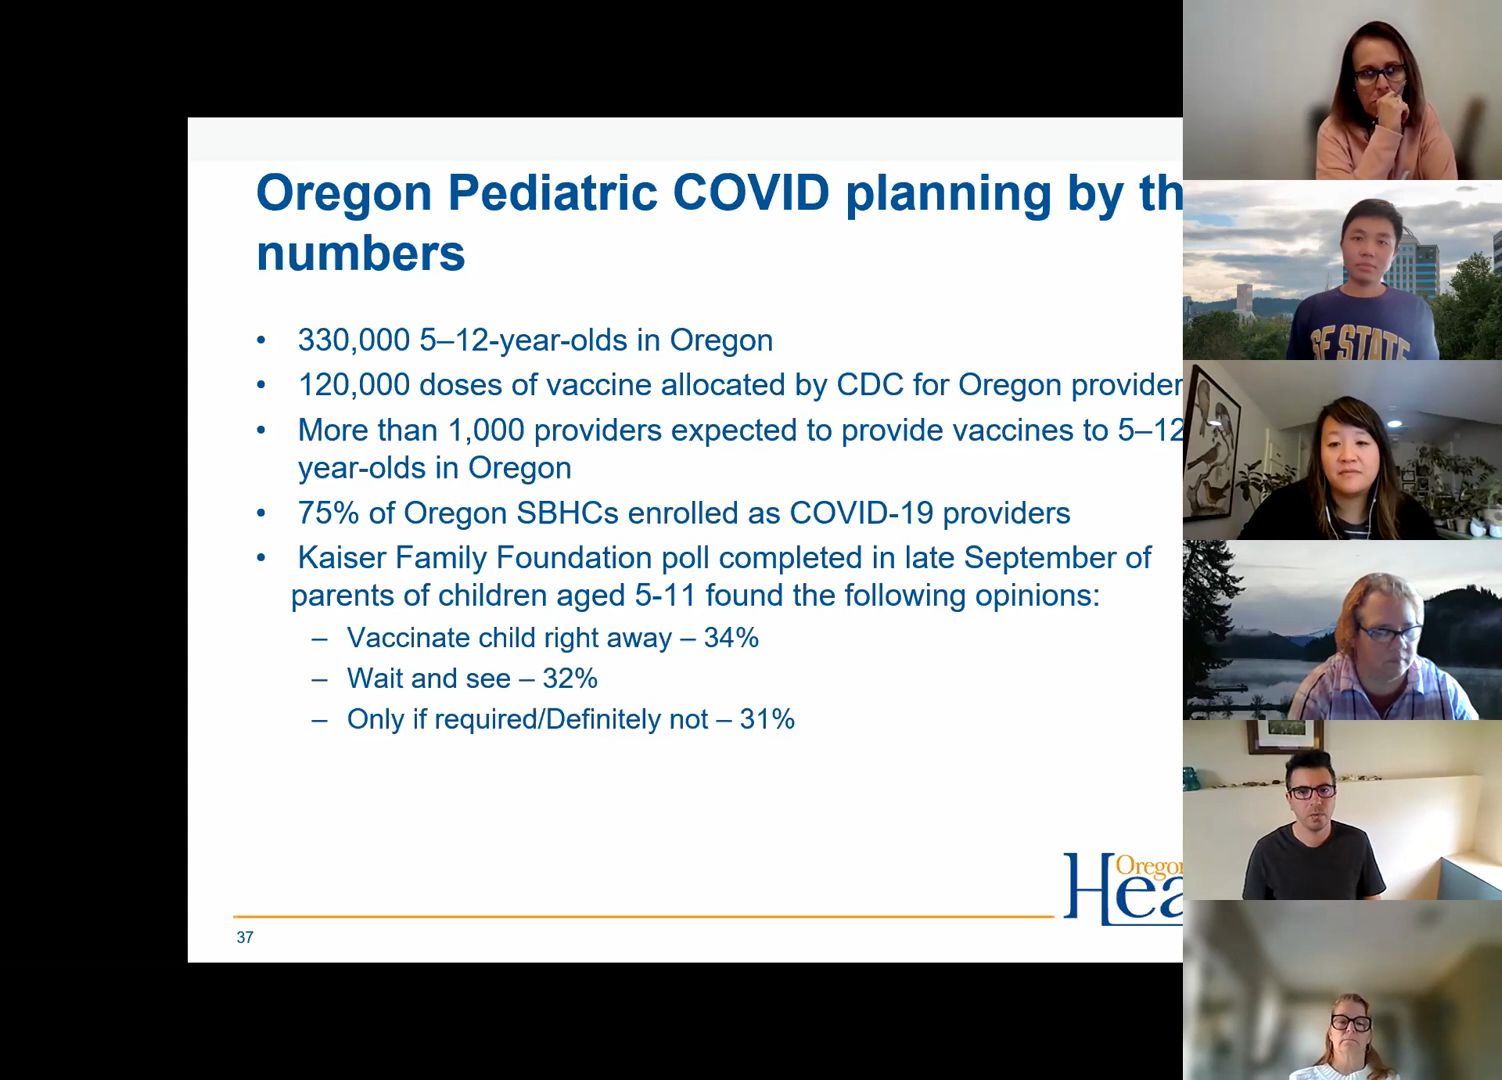 Oregon Pediatric COVID planning by th
numbers
• 330,000 5–12-year-olds in Oregon
• 120,000 doses of vaccine allocated by CDC for Oregon provider
• More than 1,000 providers expected to provide vaccines to 5–12
year-olds in Oregon
• 75% of Oregon SBHCs enrolled as COVID-19 providers
• Kaiser Family Foundation poll completed in late September of
parents of children aged 5-11 found the following opinions:
– Vaccinate child right away – 34%
– Wait and see – 32%
– Only if required/Definitely not – 31%
Oregon
Hea
37
SF STATE